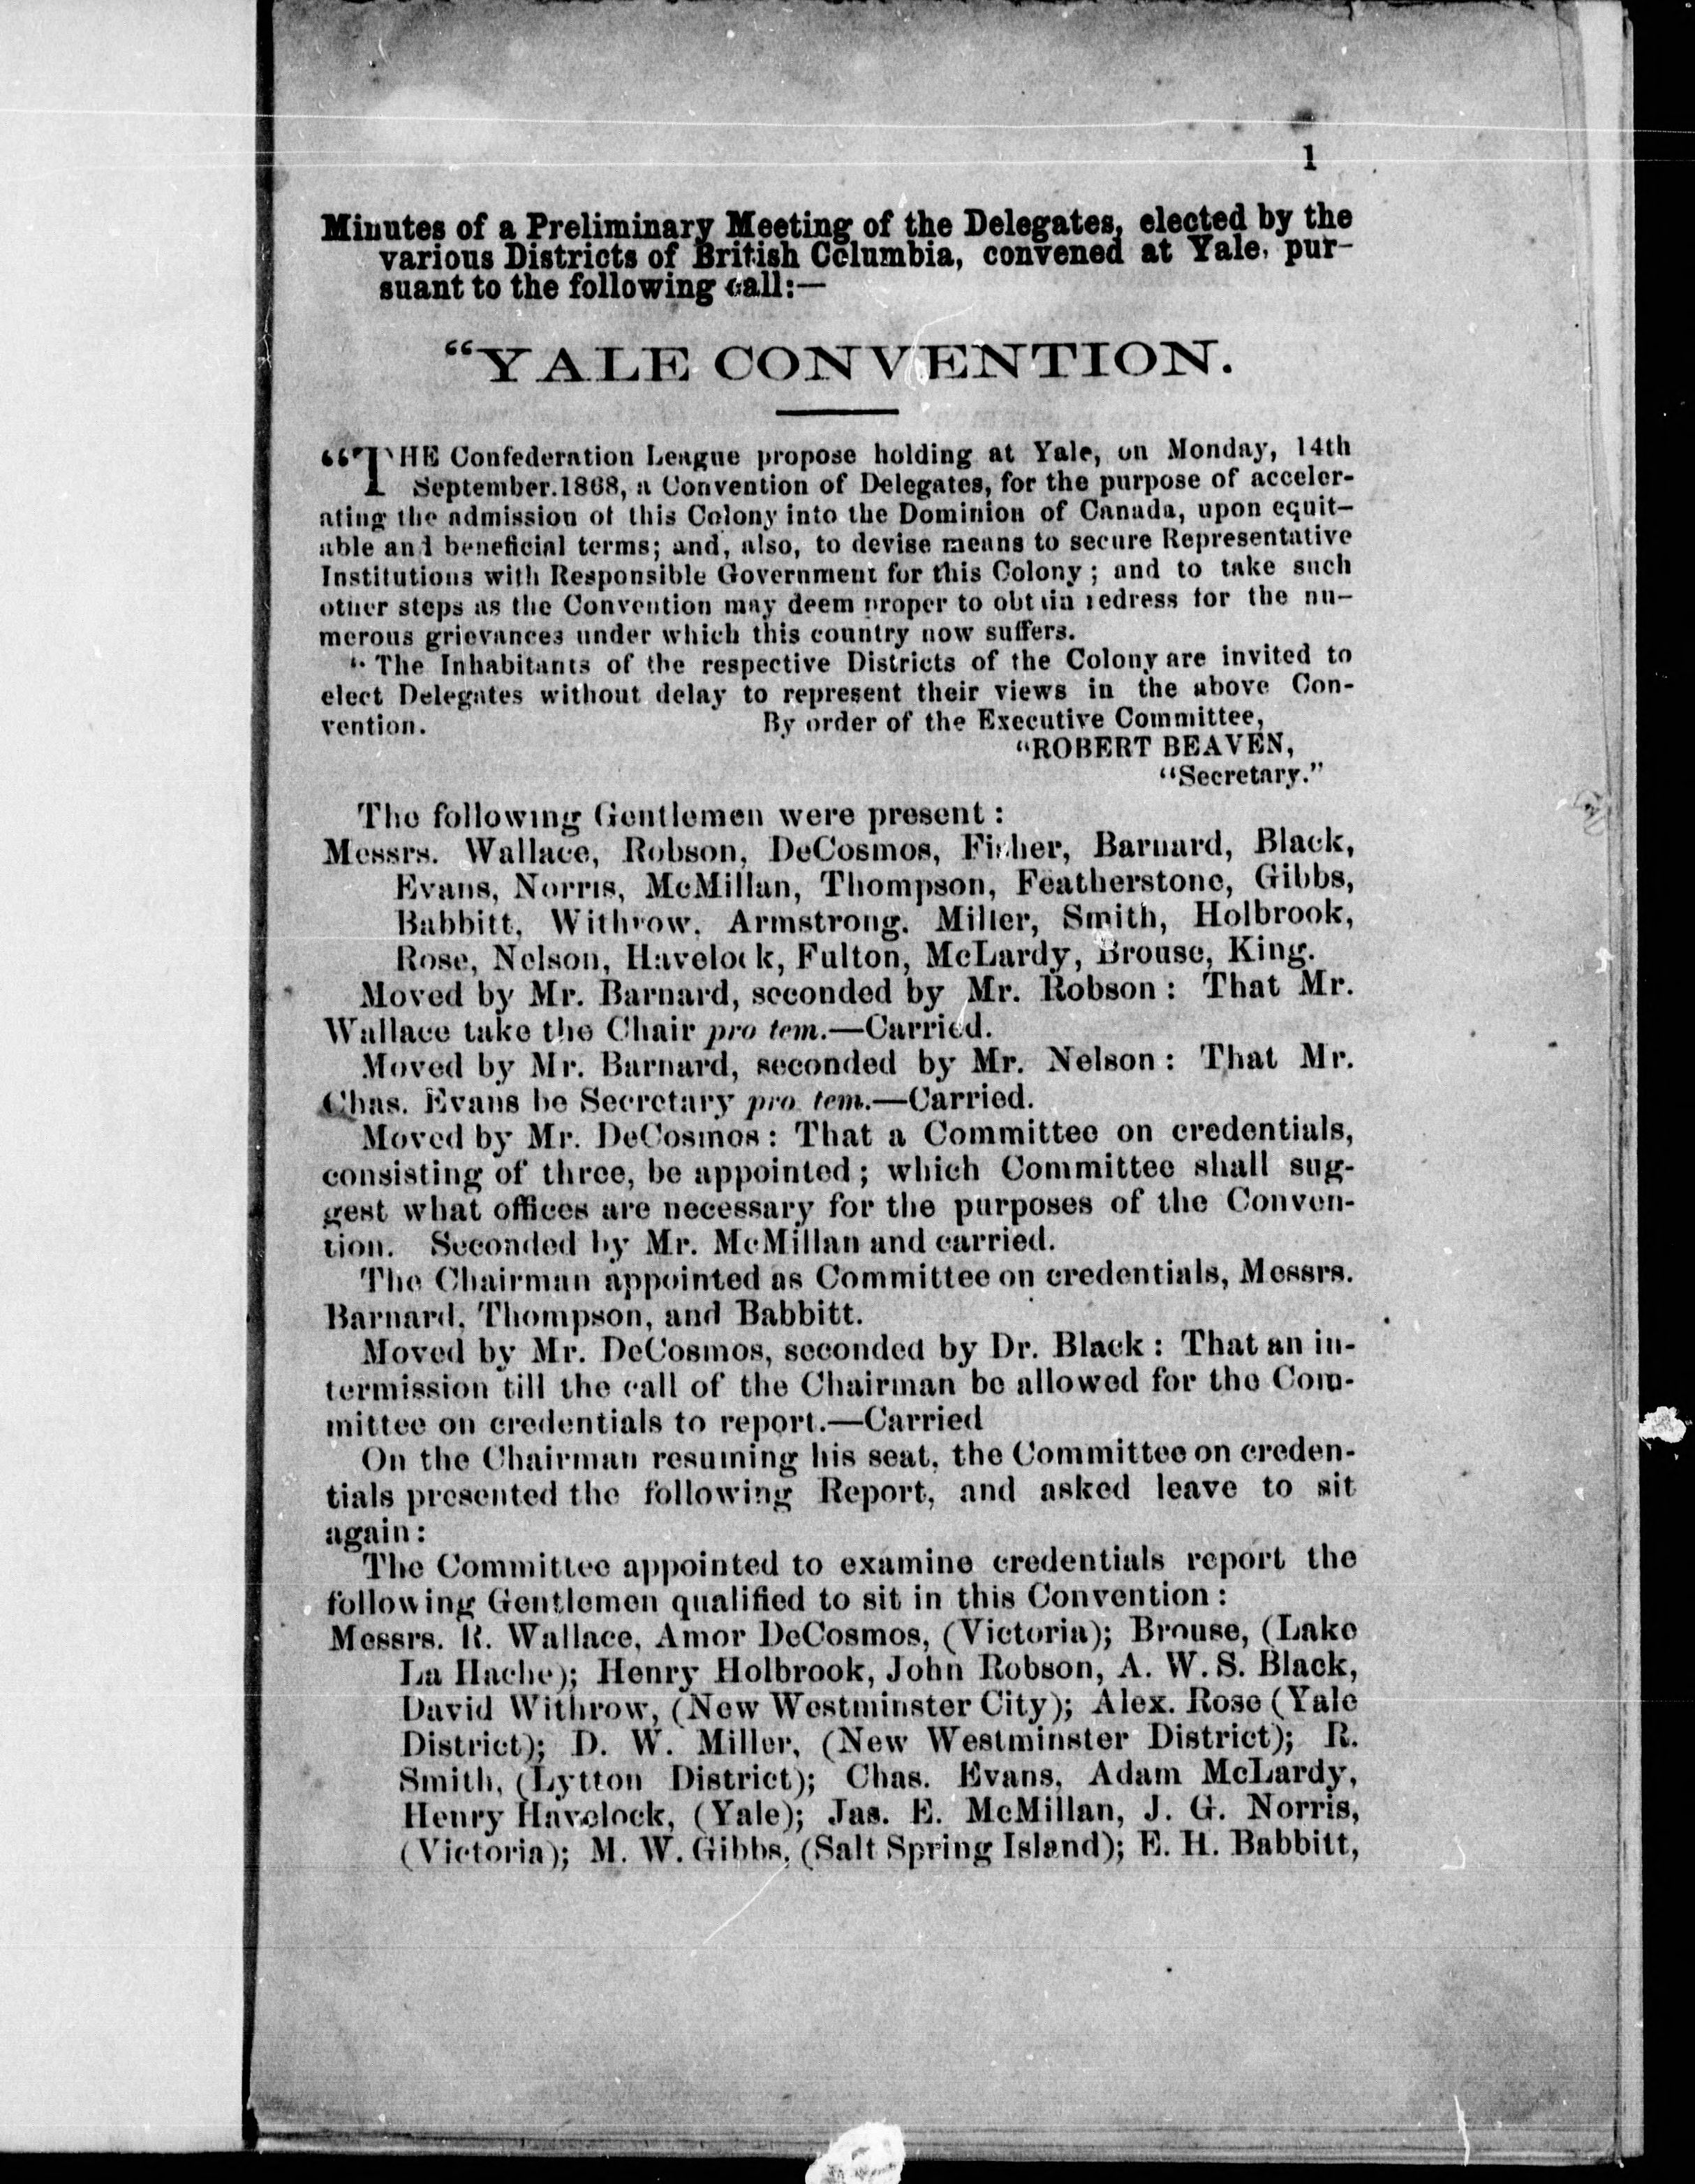 1
Minutes of a Preliminary Meeting of the Delegates, elected by the
various Districts of British Columbia, convened at Yale, pur-
suant to the following call:—
“YALE CONVENTION.
“THE Confederation League propose holding at Yale, on Monday, 14th
September.1868, a Convention of Delegates, for the purpose of acceler-
ating the admission of this Colony into the Dominion of Canada, upon equit-
able and beneficial terms; and, also, to devise means to secure Representative
Institutions with Responsible Government for this Colony; and to take such
other steps as the Convention may deem proper to obtain redress for the nu-
merous grievances under which this country now suffers.
“ The Inhabitants of the respective Districts of the Colony are invited to
elect Delegates without delay to represent their views in the above Con-
vention. By order of the Executive Committee,
“ROBERT BEAVEN,
“Secretary.”
The following Gentlemen were present:
Messrs. Wallace, Robson, DeCosmos, Fisher, Barnard, Black,
Evans, Norris, McMillan, Thompson, Featherstone, Gibbs,
Babbitt, Withrow, Armstrong, Miller, Smith, Holbrook,
Rose, Nelson, Havelock, Fulton, McLardy, Brouse, King.
Moved by Mr. Barnard, seconded by Mr. Robson: That Mr.
Wallace take the Chair pro tem.—Carried.
Moved by Mr. Barnard, seconded by Mr. Nelson: That Mr.
Chas. Evans be Secretary pro tem.—Carried.
Moved by Mr. DeCosmos: That a Committee on credentials,
consisting of three, be appointed; which Committee shall sug-
gest what offices are necessary for the purposes of the Conven-
tion. Seconded by Mr. McMillan and carried.
The Chairman appointed as Committee on credentials, Messrs.
Barnard, Thompson, and Babbitt.
Moved by Mr. DeCosmos, seconded by Dr. Black: That an in-
termission till the call of the Chairman be allowed for the Com-
mittee on credentials to report.—Carried
On the Chairman resuming his seat, the Committee on creden-
tials presented the following Report, and asked leave to sit
again:
The Committee appointed to examine credentials report the
following Gentlemen qualified to sit in this Convention:
Messrs. R. Wallace, Amor DeCosmos, (Victoria); Brouse, (Lake
La Hache); Henry Holbrook, John Robson, A. W. S. Black,
David Withrow, (New Westminster City); Alex. Rose (Yale
District); D. W. Miller, (New Westminster District); R.
Smith, (Lytton District); Chas. Evans, Adam McLardy,
Henry Havelock, (Yale); Jas. E. McMillan, J. G. Norris,
(Victoria); M. W. Gibbs, (Salt Spring Island); E. H. Babbitt,